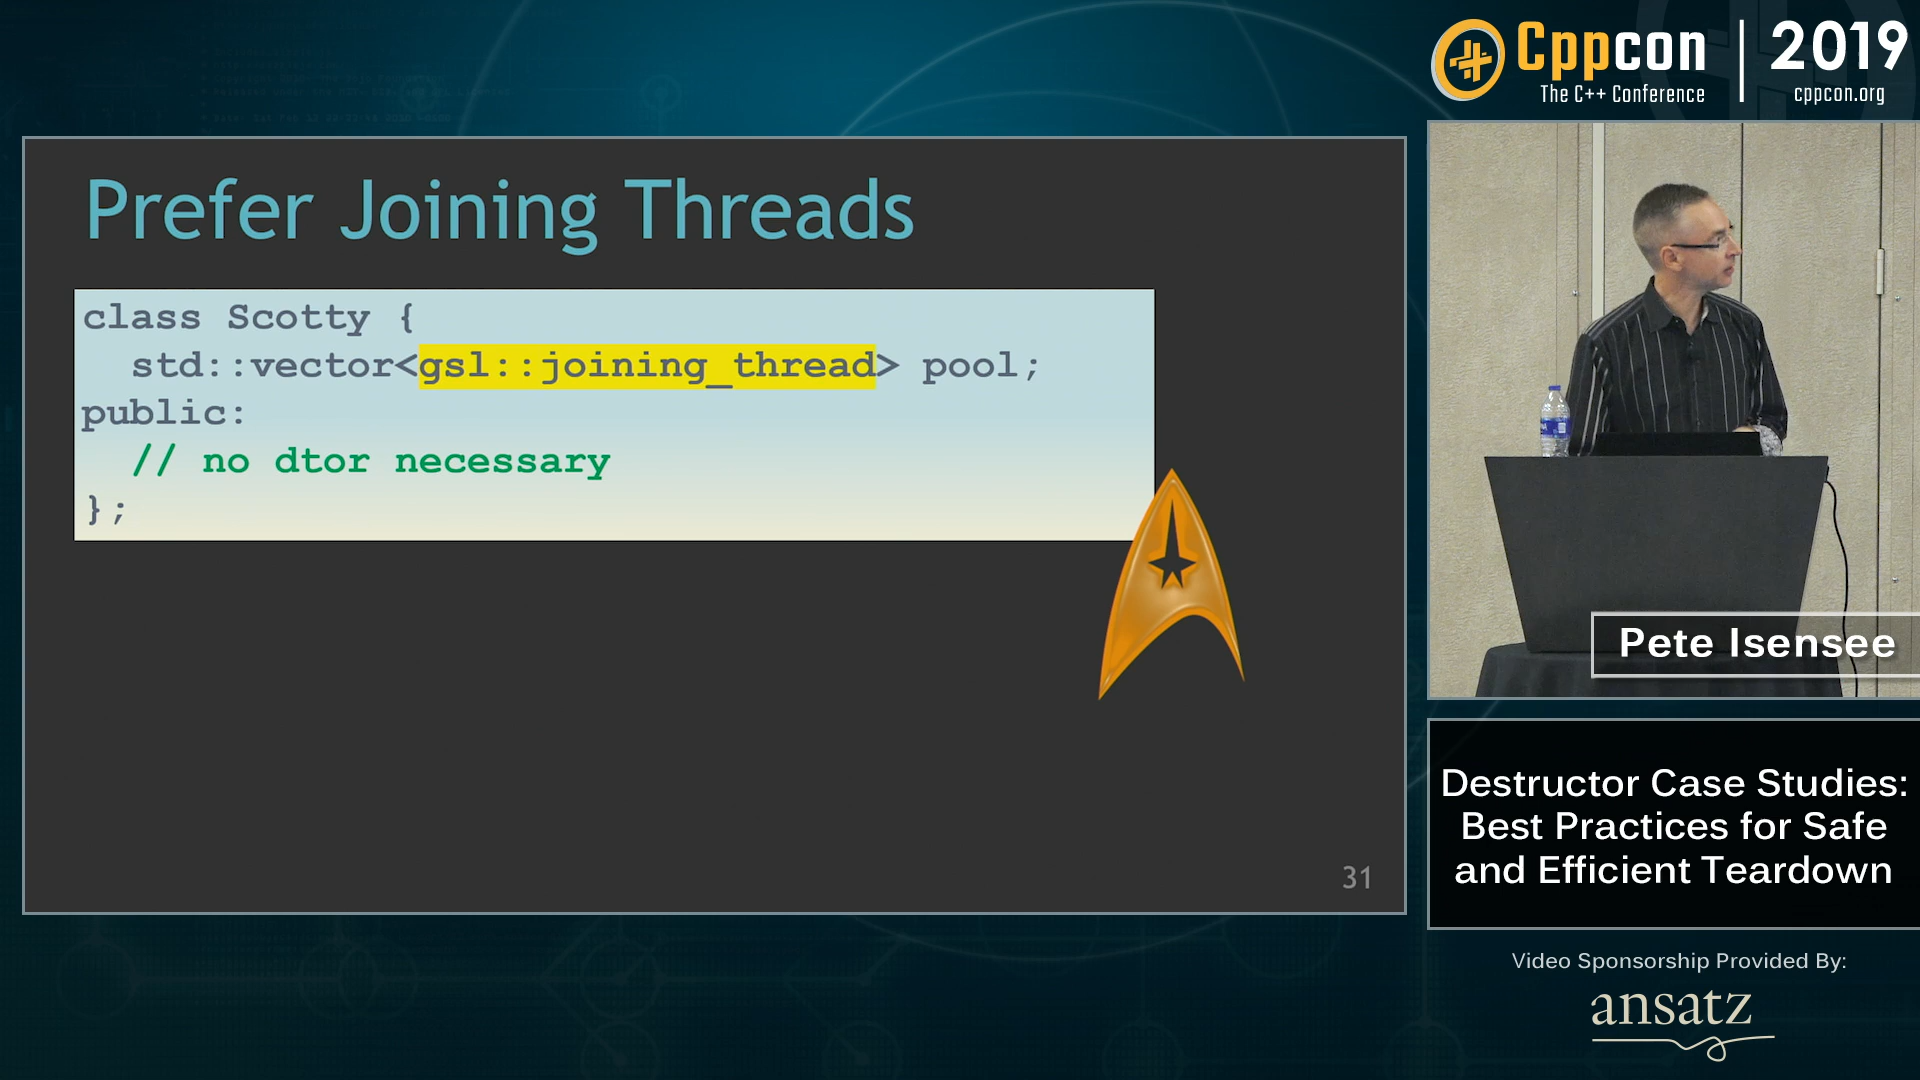 Cppcon
The C++ Conference
2019
cppcon.org
Prefer Joining Threads
class Scotty {
std::vector<gsl::joining_thread> pool;
public:
// no dtor necessary
};
31
Pete Isensee
Destructor Case Studies:
Best Practices for Safe
and Efficient Teardown
Video Sponsorship Provided By:
ansatz